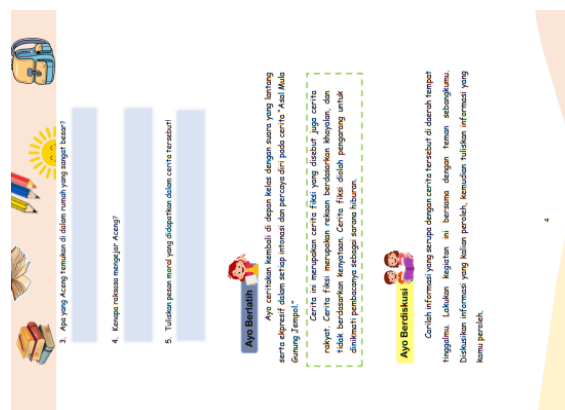 3. Apa yang Aceng temukan di dalam rumah yang sangat besar?
4. Kenapa raksasa mengejar Aceng?
5. Tuliskan pesan moral yang didapatkan dalam cerita tersebut!
Ayo Berlatih
Ayo ceritakan kembali di depan kelas dengan suara yang lantang
serta ekspresif dalam setiap intonasi dan percaya diri pada cerita "Asal Mula
Gunung Jempol."
Cerita ini merupakan cerita fiksi yang disebut juga cerita
rakyat. Cerita fiksi merupakan rekaan berdasarkan khayalan, dan
tidak berdasarkan kenyataan. Cerita fiksi diolah pengarang untuk
dinikmati pembacanya sebagai sarana hiburan.
Ayo Berdiskusi
Carilah informasi yang serupa dengan cerita tersebut di daerah tempat
tinggalmu. Lakukan kegiatan ini bersama dengan teman sebangkumu.
Diskusikan informasi yang kalian peroleh, kemudian tuliskan informasi yang
kamu peroleh.
4